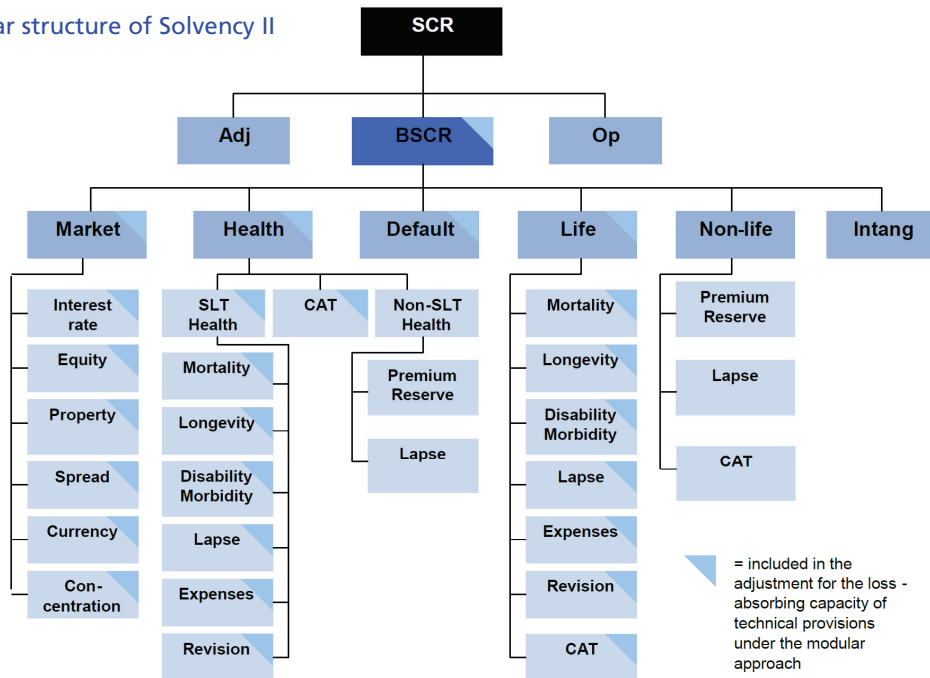 ar structure of Solvency II
SCR
Adj
BSCR
Op
Market
Health
Default
Life
Non-life
Intang
Interest
rate
Equity
Property
Spread
Currency
Con-
centration
SLT
Health
CAT
Non-SLT
Health
Mortality
Longevity
Disability
Morbidity
Lapse
Expenses
Revision
Premium
Reserve
Lapse
Mortality
Longevity
Disability
Morbidity
Lapse
Expenses
Revision
CAT
Premium
Reserve
Lapse
CAT
= included in the
adjustment for the loss -
absorbing capacity of
technical provisions
under the modular
approach